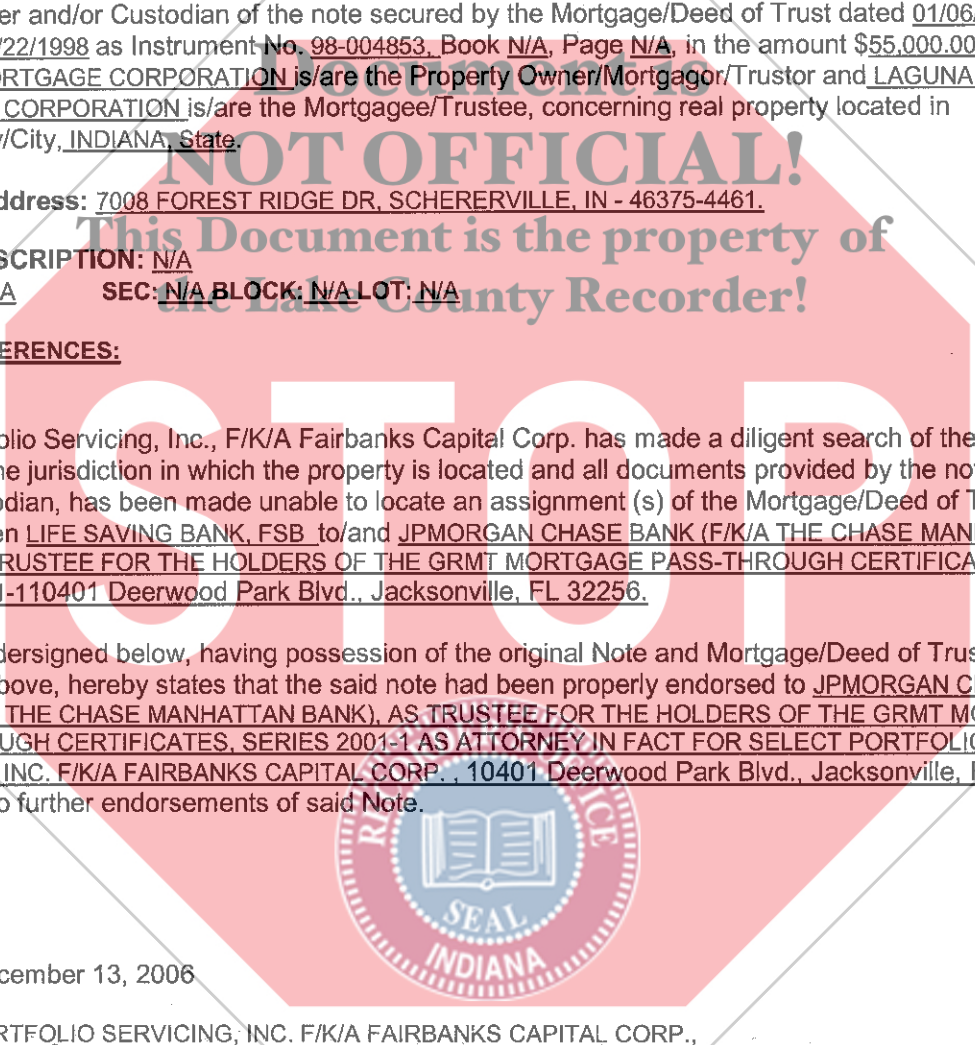 er and/or Custodian of the note secured by the Mortgage/Deed of Trust dated 01/06
/22/1998 as Instrument No. 98-004853, Book N/A, Page N/A, in the amount $55,000.00
ORTGAGE CORPORATION is/are the Property Owner/Mortgagor/Trustor and LAGUNA
CORPORATION is/are the Mortgagee/Trustee, concerning real property located in
y/City, INDIANA, State.
Document is
NOT OFFICIAL!
This Document is the property of
the Lake County Recorder!
ddress: 7008 FOREST RIDGE DR, SCHERERVILLE, IN - 46375-4461.
SCRIPTION: N/A
A SEC: N/A BLOCK: N/A LOT: N/A
ERENCES:
STOP
olio Servicing, Inc., F/K/A Fairbanks Capital Corp. has made a diligent search of the
he jurisdiction in which the property is located and all documents provided by the no
odian, has been made unable to locate an assignment (s) of the Mortgage/Deed of T
en LIFE SAVING BANK, FSB to/and JPMORGAN CHASE BANK (F/K/A THE CHASE MAN
RUSTEE FOR THE HOLDERS OF THE GRMT MORTGAGE PASS-THROUGH CERTIFICA
1-110401 Deerwood Park Blvd., Jacksonville, FL 32256.
dersigned below, having possession of the original Note and Mortgage/Deed of Trus
bove, hereby states that the said note had been properly endorsed to JPMORGAN C
THE CHASE MANHATTAN BANK), AS TRUSTEE FOR THE HOLDERS OF THE GRMT MO
UGH CERTIFICATES, SERIES 2001-1 AS ATTORNEY IN FACT FOR SELECT PORTFOLIO
INC. F/K/A FAIRBANKS CAPITAL CORP. , 10401 Deerwood Park Blvd., Jacksonville,
o further endorsements of said Note.
SEAL
INDIANA
cember 13, 2006
RTFOLIO SERVICING, INC. F/K/A FAIRBANKS CAPITAL CORP.,